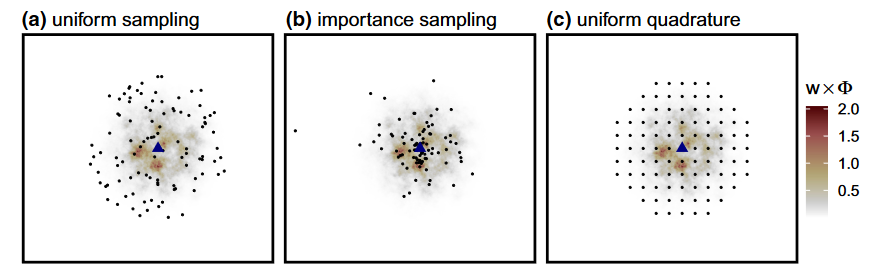 (a) uniform sampling
(b) importance sampling
(c) uniform quadrature
w×Φ
2.0
1.5
1.0
0.5